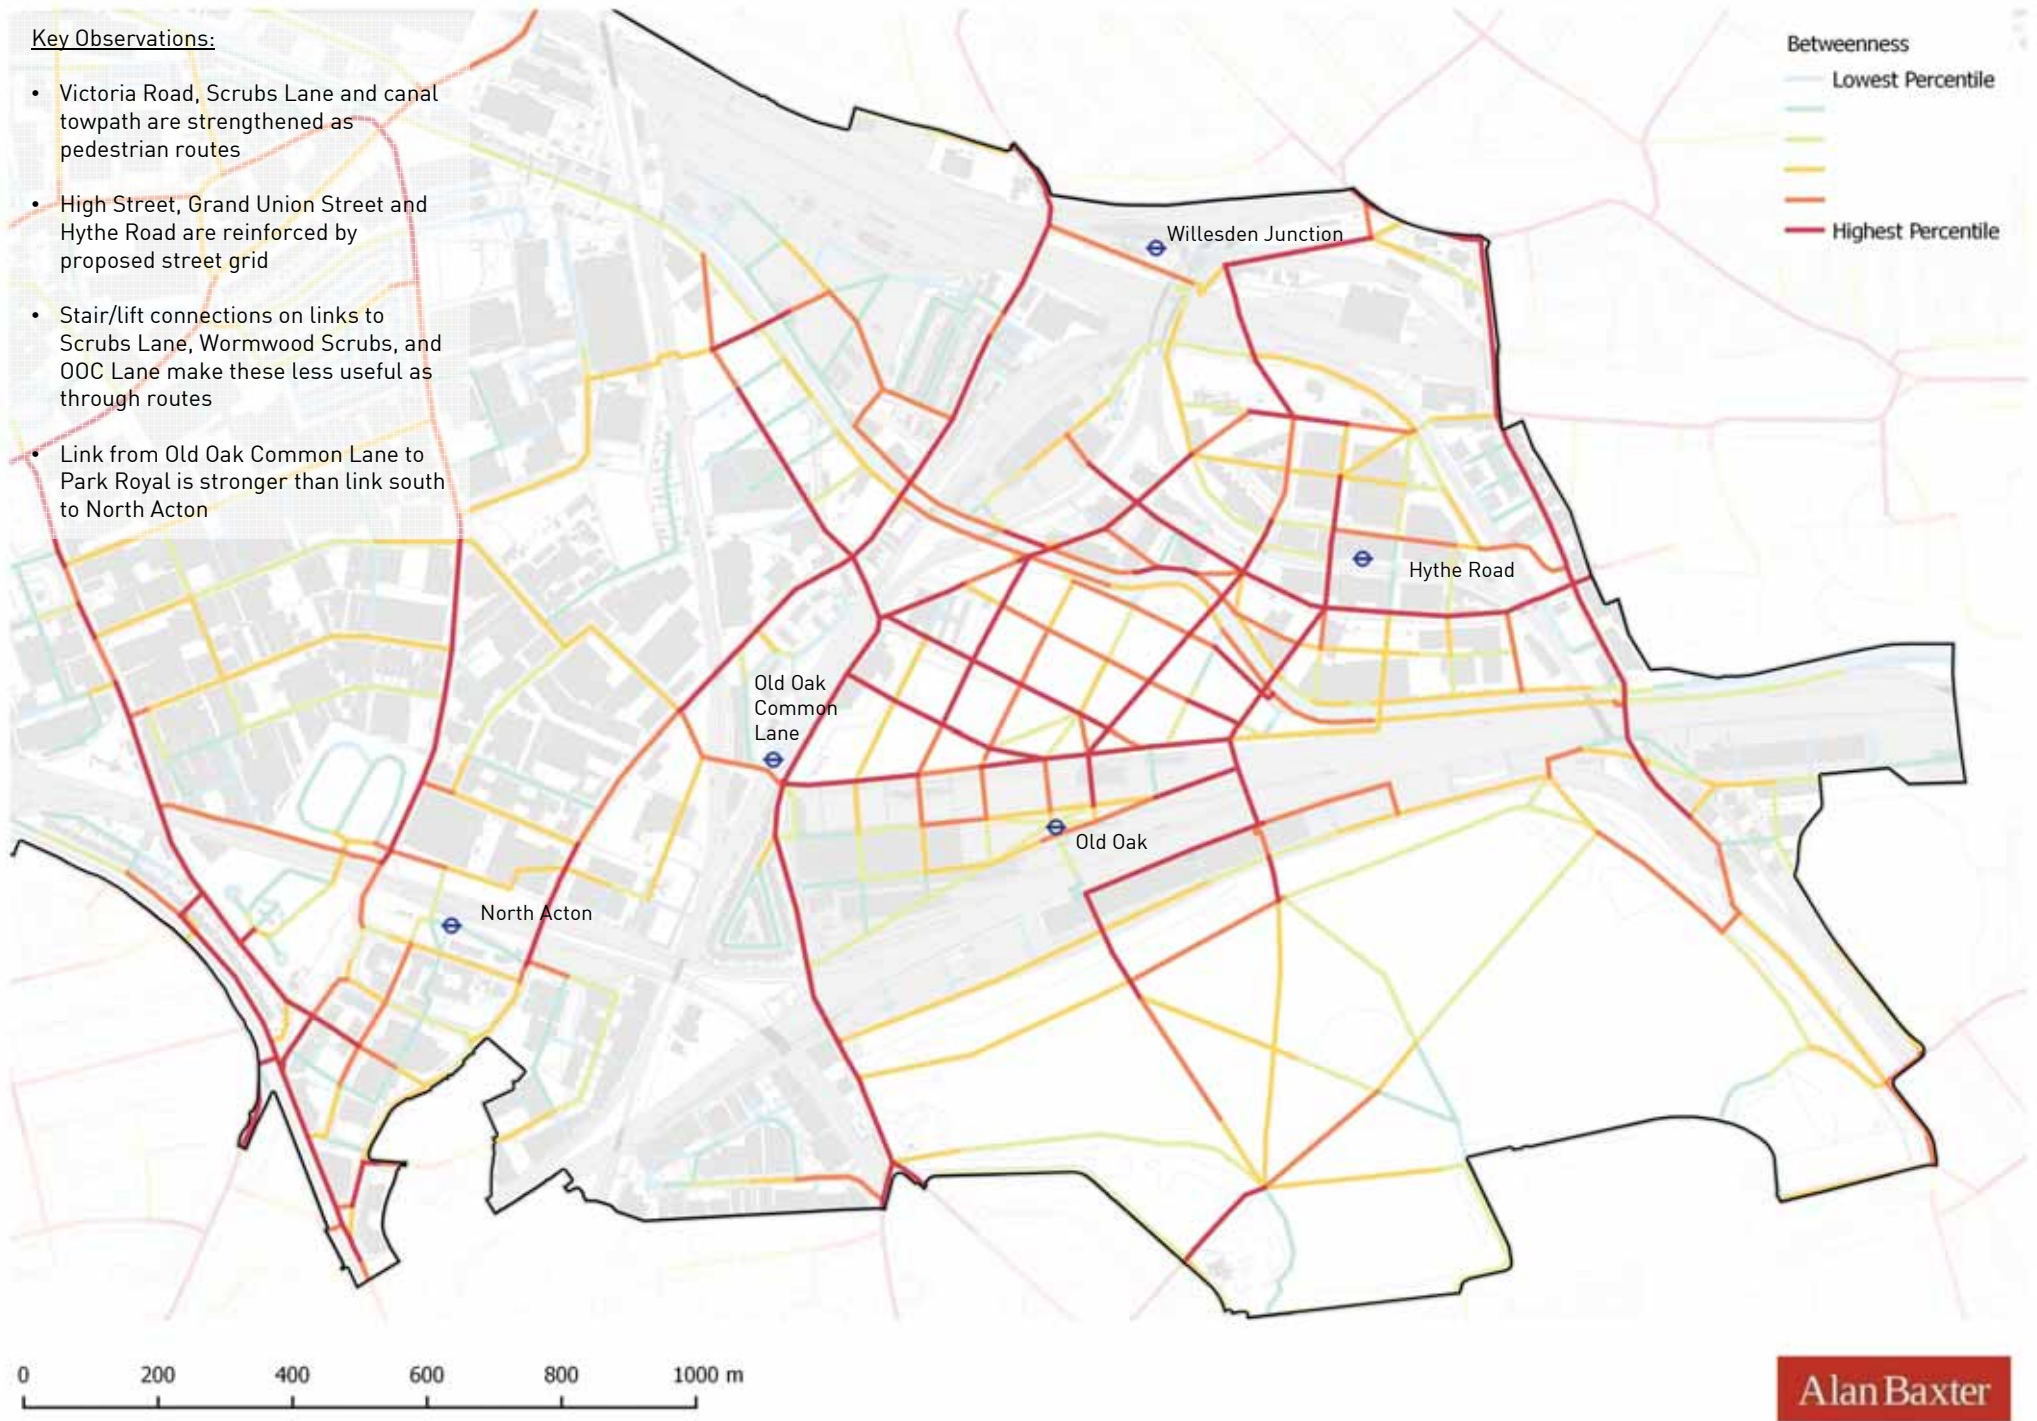 Key Observations:
• Victoria Road, Scrubs Lane and canal
towpath are strengthened as
pedestrian routes
• High Street, Grand Union Street and
Hythe Road are reinforced by
proposed street grid
• Stair/lift connections on links to
Scrubs Lane, Wormwood Scrubs, and
OOC Lane make these less useful as
through routes
• Link from Old Oak Common Lane to
Park Royal is stronger than link south
to North Acton
Betweenness
Lowest Percentile
Highest Percentile
Willesden Junction
Hythe Road
Old Oak
Common
Lane
Old Oak
North Acton
0 200 400 600 800 1000 m
Alan Baxter